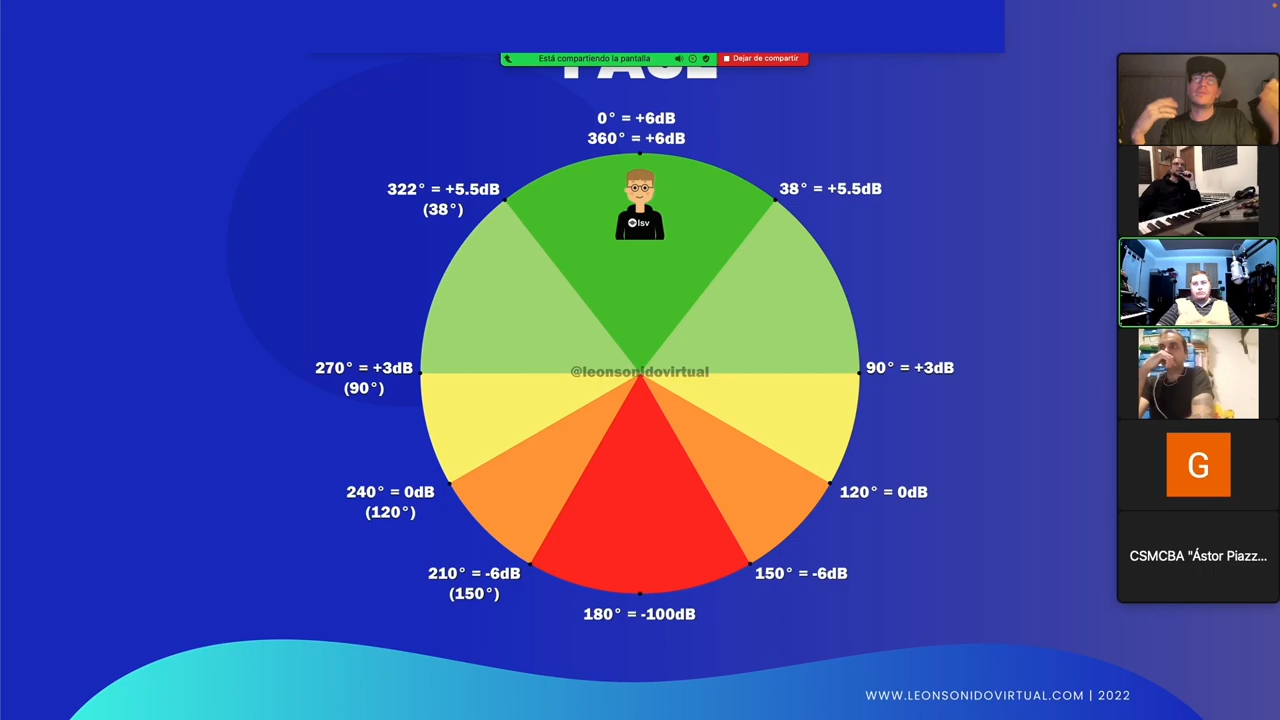 Está compartiendo la pantalla
Dejar de compartir
0° = +6dB
360° = +6dB
322° = +5.5dB
(38°)
38° = +5.5dB
lsv
270° = +3dB
(90°)
@leonsonidovirtual
90° = +3dB
240° = 0dB
(120°)
120° = 0dB
210° = -6dB
(150°)
150° = -6dB
180° = -100dB
G
CSMCBA "Ástor Piazz...
WWW.LEONSONIDOVIRTUAL.COM | 2022